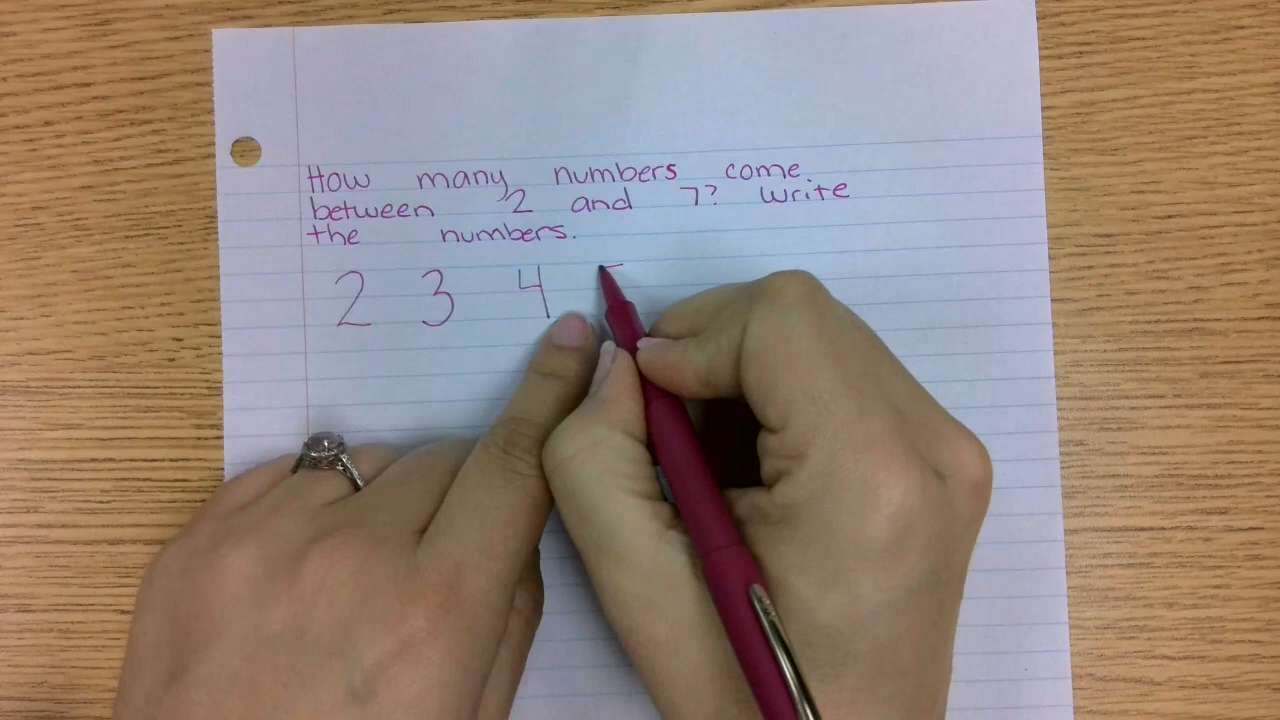 How many numbers come
between 2 and 7? Write
the numbers.
2 3 4